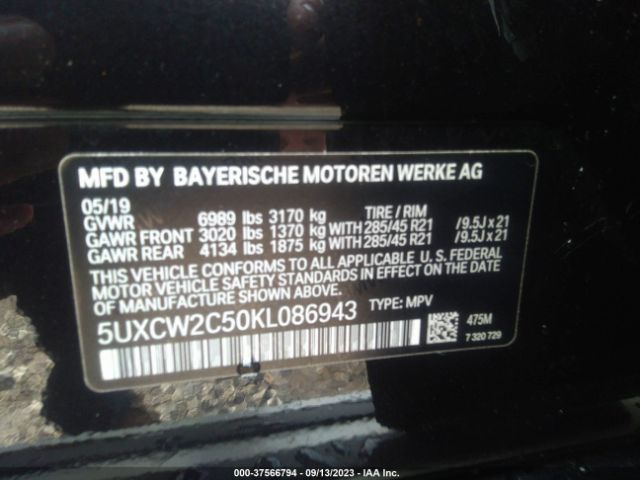 MFD BY BAYERISCHE MOTOREN WERKE AG
05/19
GVWR 6989 lbs 3170 kg TIRE / RIM
GAWR FRONT 3020 lbs 1370 kg WITH 285/45 R21 /9.5J x 21
GAWR REAR 4134 lbs 1875 kg WITH 285/45 R21 /9.5J x 21
THIS VEHICLE CONFORMS TO ALL APPLICABLE U.S. FEDERAL
MOTOR VEHICLE SAFETY STANDARDS IN EFFECT ON THE DATE
OF MANUFACTURE SHOWN ABOVE.
5UXCW2C50KL086943 TYPE: MPV
475M
7 320 729
000-37566794 - 09/13/2023 - IAA Inc.